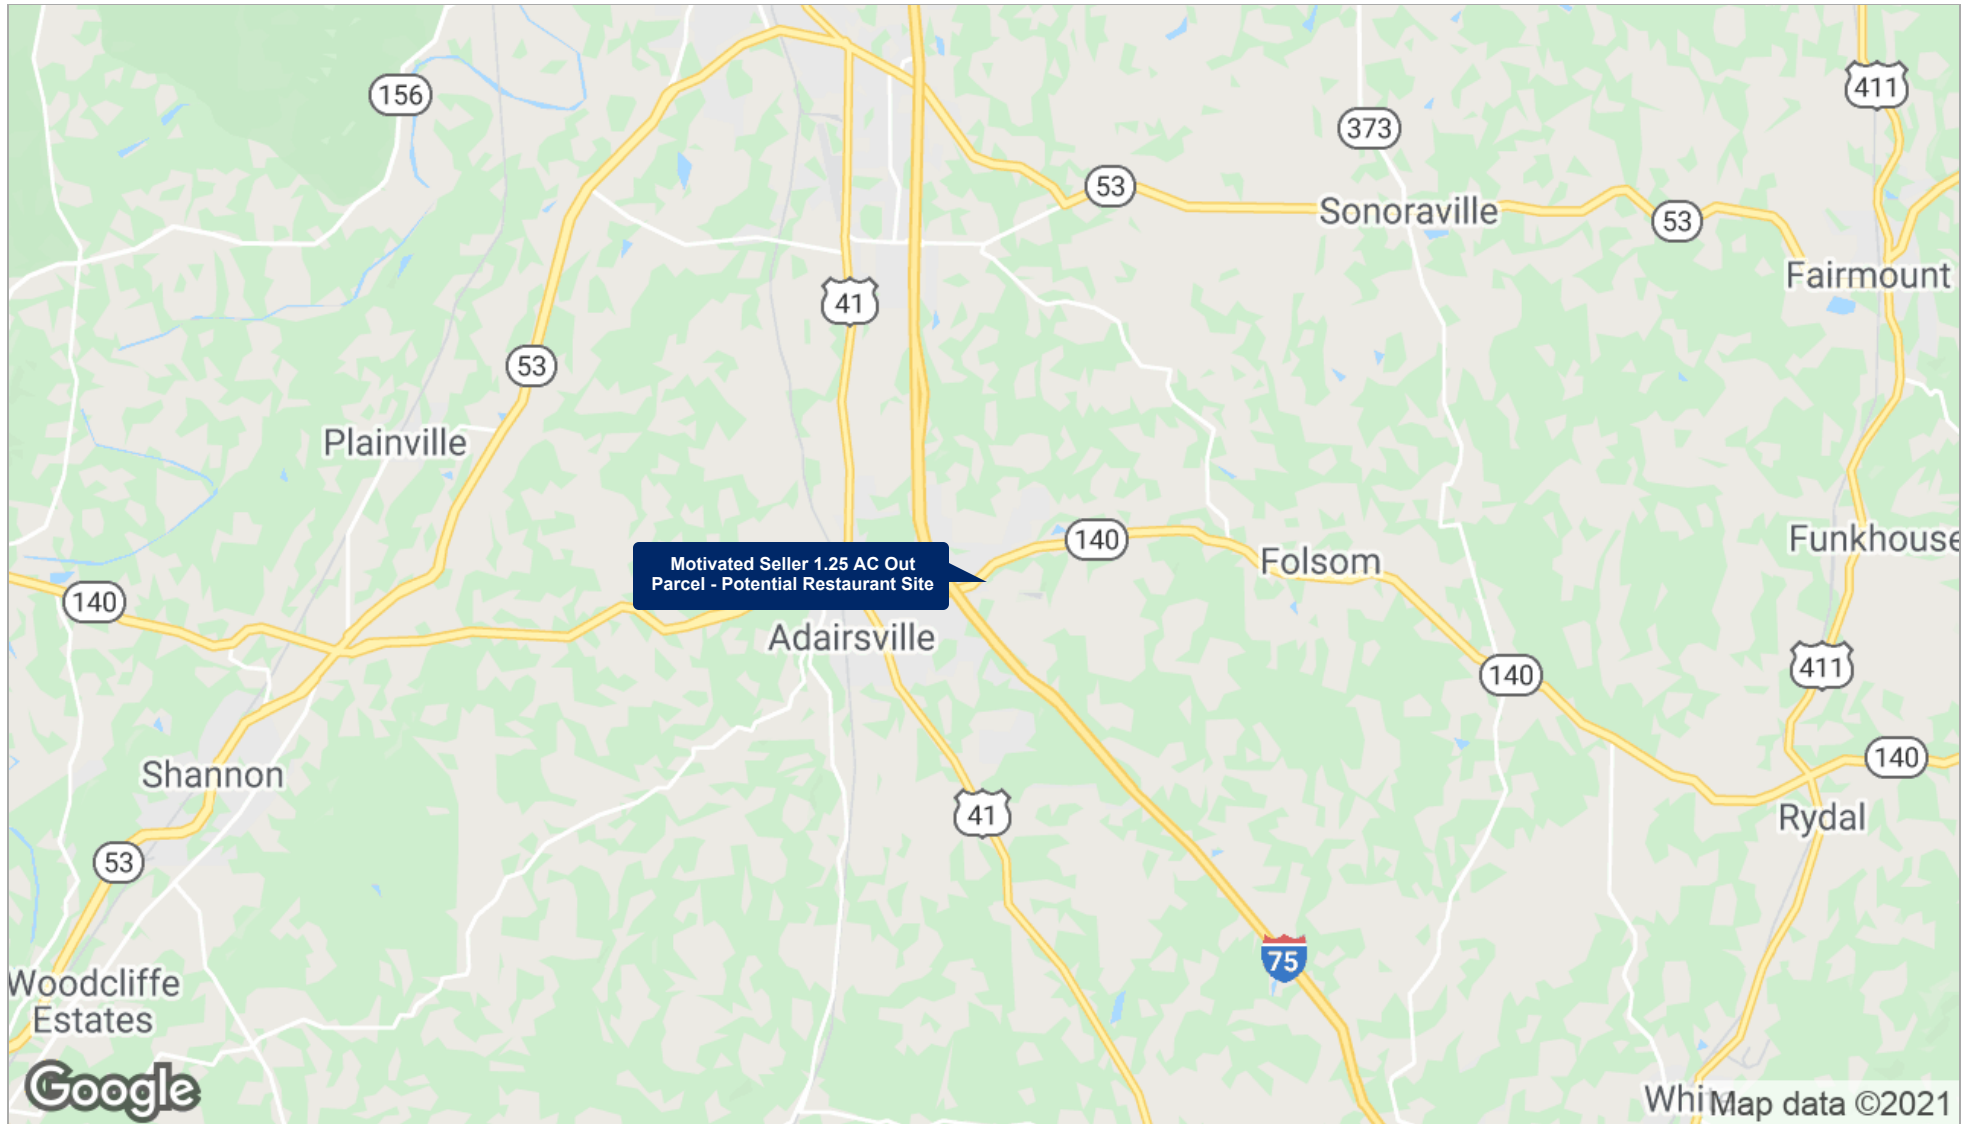 156
411
373
53
Sonoraville
53
Fairmount
41
53
Plainville
140
Folsom
Funkhouse
Motivated Seller 1.25 AC Out
Parcel - Potential Restaurant Site
140
Adairsville
411
140
Shannon
140
41
Rydal
53
75
Woodcliffe
Estates
Google
Map data ©2021